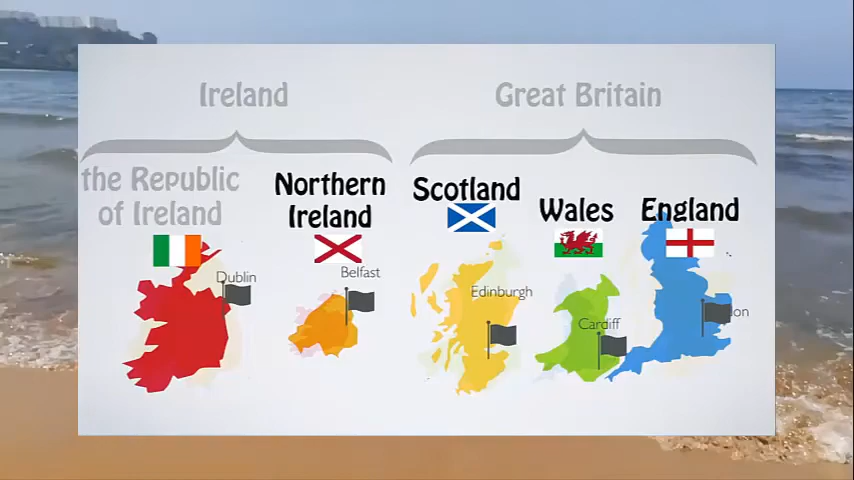 Ireland
Great Britain
the Republic
of Ireland
Northern
Ireland
Scotland
Wales
England
Dublin
Belfast
Edinburgh
Cardiff